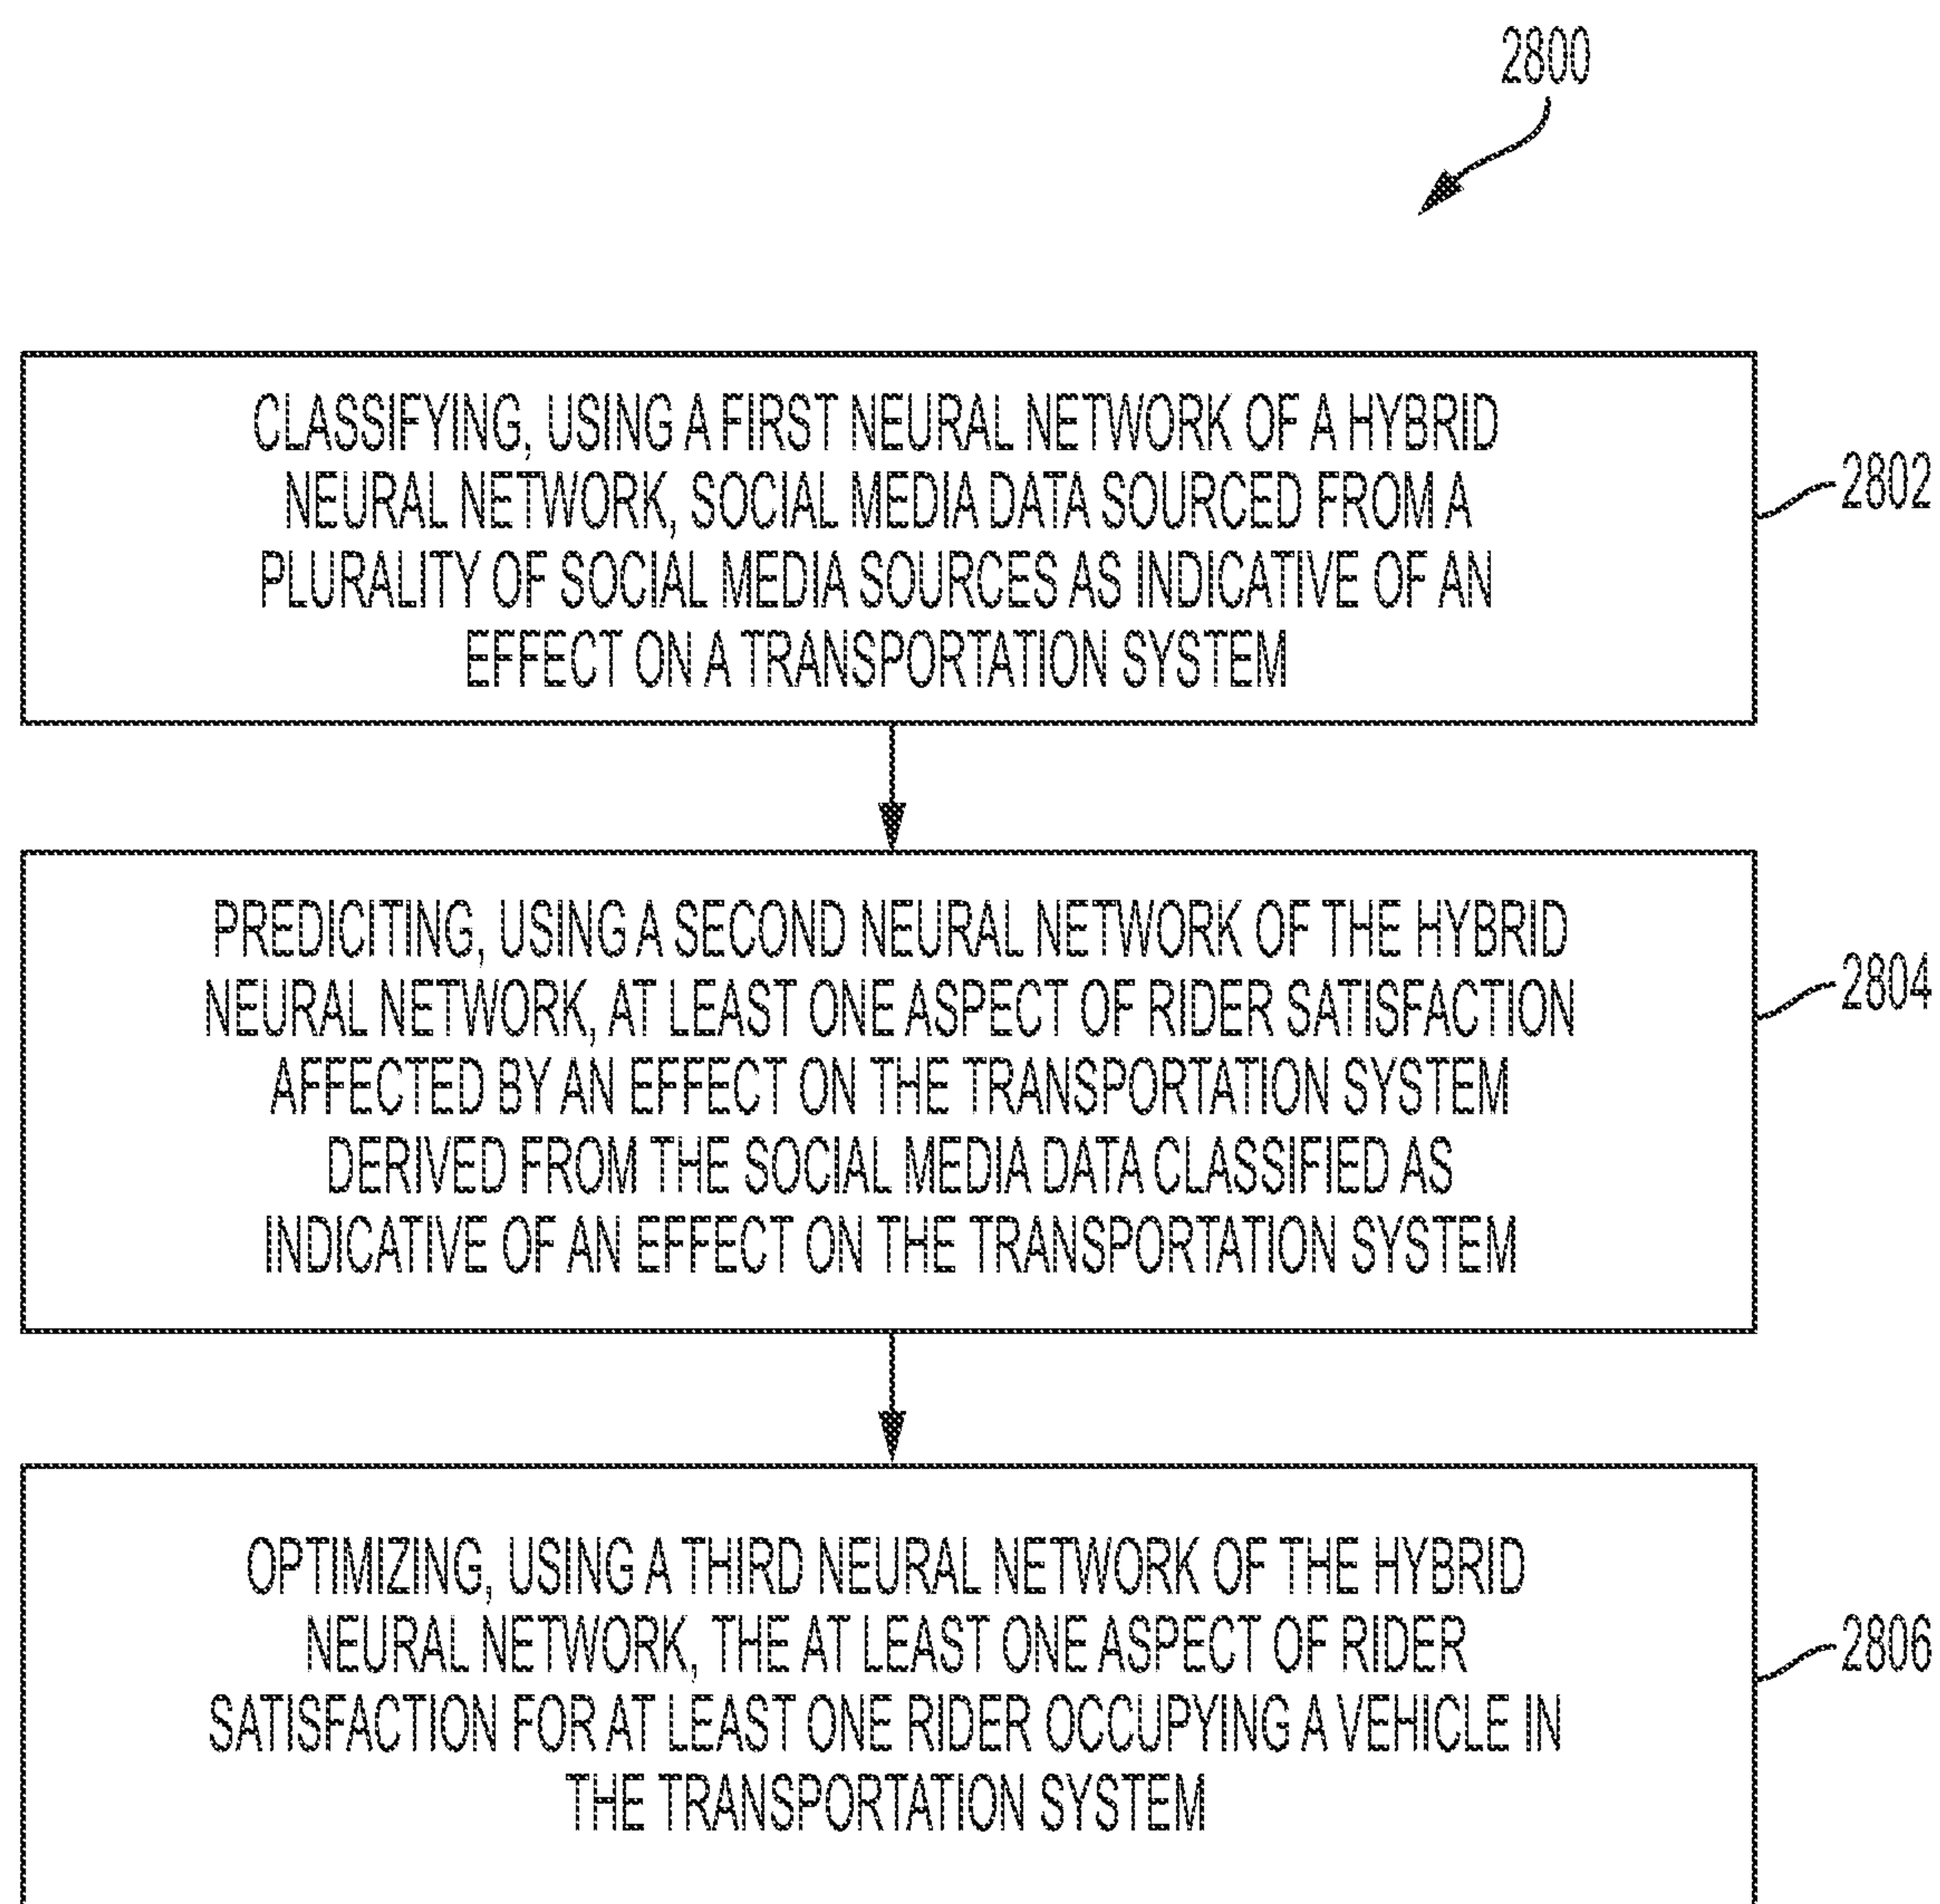 2800
CLASSIFYING, USING A FIRST NEURAL NETWORK OF A HYBRID
NEURAL NETWORK, SOCIAL MEDIA DATA SOURCED FROM A
PLURALITY OF SOCIAL MEDIA SOURCES AS INDICATIVE OF AN
EFFECT ON A TRANSPORTATION SYSTEM
2802
PREDICITING, USING A SECOND NEURAL NETWORK OF THE HYBRID
NEURAL NETWORK, AT LEAST ONE ASPECT OF RIDER SATISFACTION
AFFECTED BY AN EFFECT ON THE TRANSPORTATION SYSTEM
DERIVED FROM THE SOCIAL MEDIA DATA CLASSIFIED AS
INDICATIVE OF AN EFFECT ON THE TRANSPORTATION SYSTEM
2804
OPTIMIZING, USING A THIRD NEURAL NETWORK OF THE HYBRID
NEURAL NETWORK, THE AT LEAST ONE ASPECT OF RIDER
SATISFACTION FOR AT LEAST ONE RIDER OCCUPYING A VEHICLE IN
THE TRANSPORTATION SYSTEM
2806